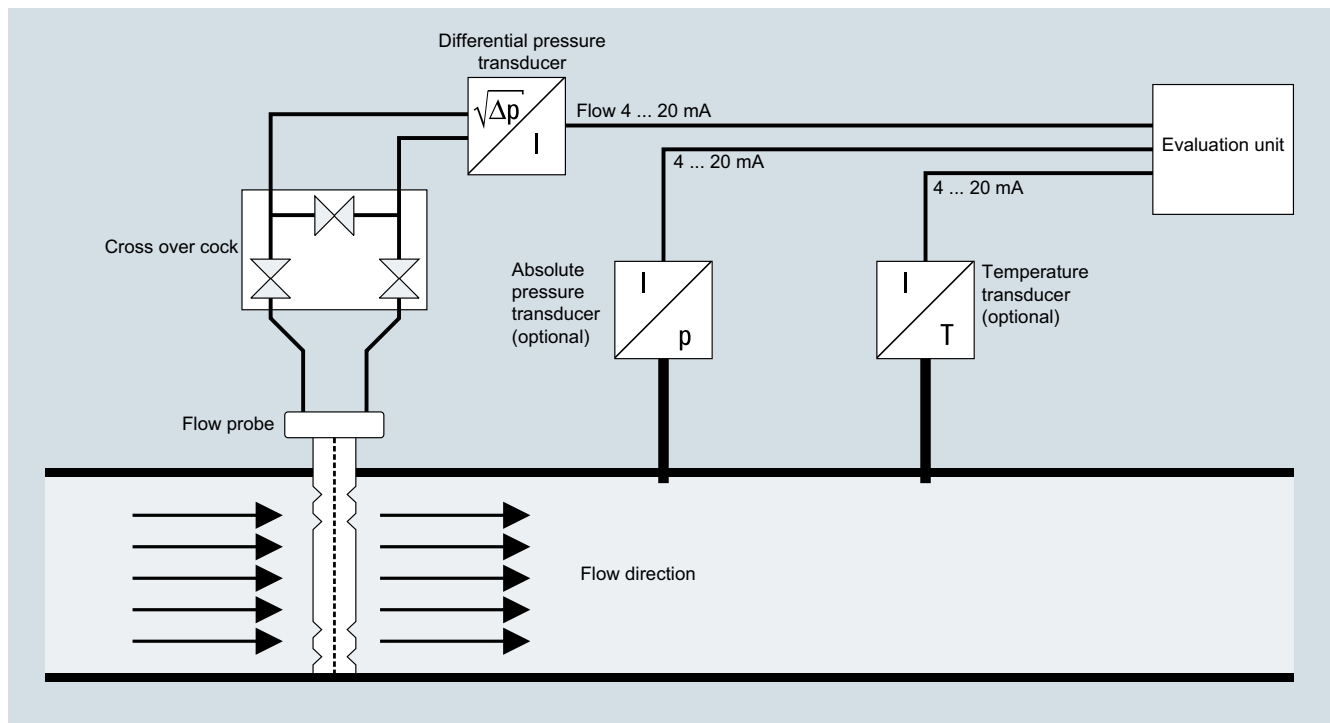 Differential pressure
transducer
√Δp
I
Flow 4 ... 20 mA
4 ... 20 mA
4 ... 20 mA
Evaluation unit
Cross over cock
Absolute
pressure
transducer
(optional)
I
p
I
T
Temperature
transducer
(optional)
Flow probe
Flow direction